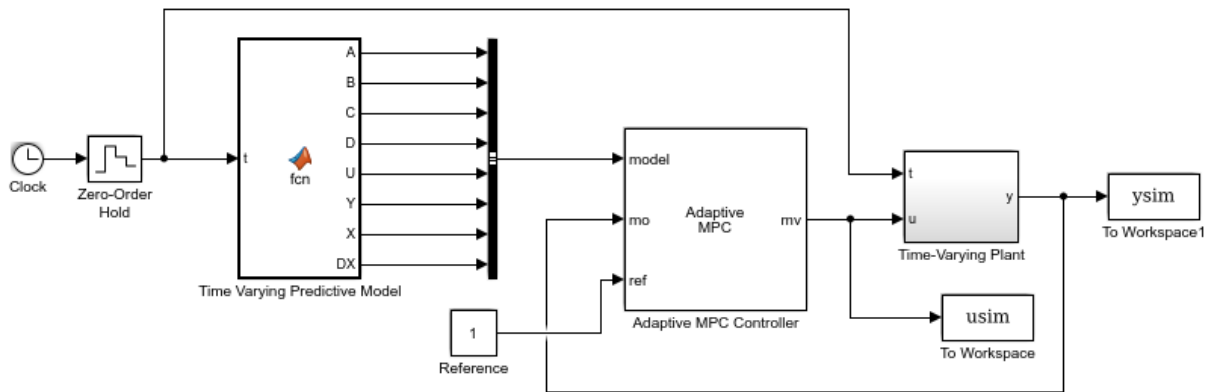 Clock
Zero-Order
Hold
t
fcn
A
B
C
D
U
Y
X
DX
Time Varying Predictive Model
1
Reference
model
mo
ref
Adaptive
MPC
mv
Adaptive MPC Controller
t
u
y
Time-Varying Plant
ysim
To Workspace1
usim
To Workspace